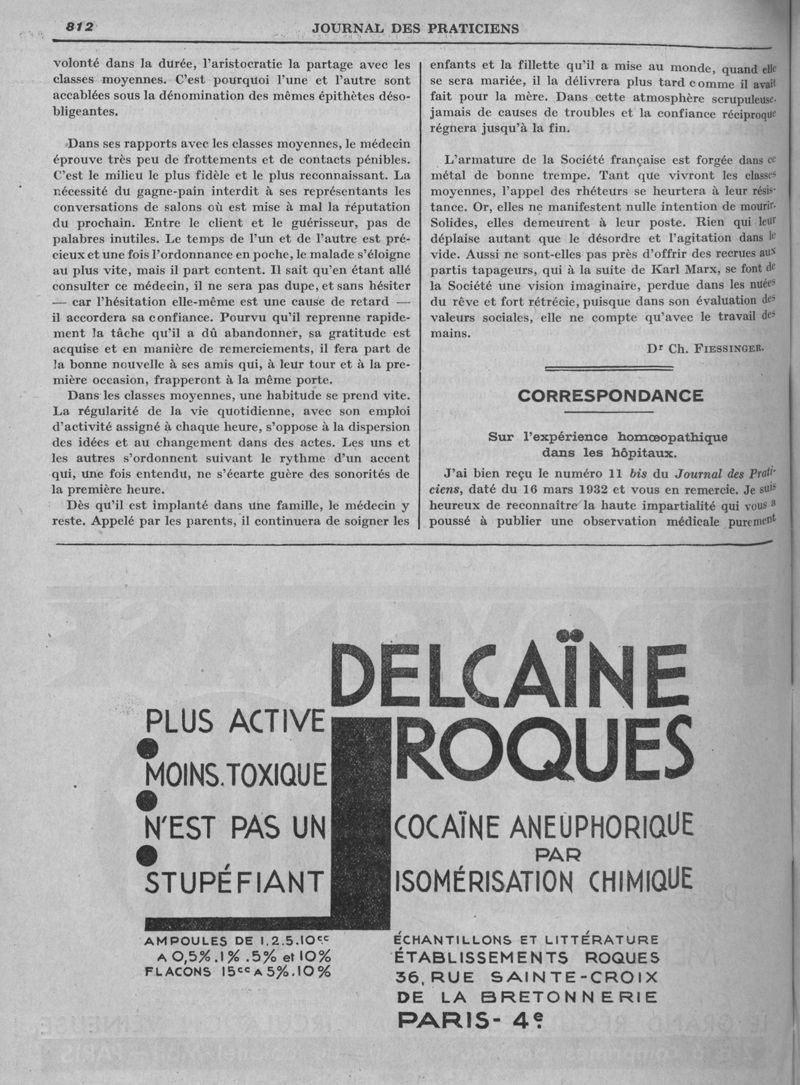 812
JOURNAL DES PRATICIENS
volonté dans la durée, l'aristocratie la partage avec les
classes moyennes. C'est pourquoi l'une et l'autre sont
accablées sous la dénomination des mêmes épithètes déso-
bligeantes.
Dans ses rapports avec les classes moyennes, le médecin
éprouve très peu de frottements et de contacts pénibles.
C'est le milieu le plus fidèle et le plus reconnaissant. La
nécessité du gagne-pain interdit à ses représentants les
conversations de salons où est mise à mal la réputation
du prochain. Entre le client et le guérisseur, pas de
palabres inutiles. Le temps de l'un et de l'autre est pré-
cieux et une fois l'ordonnance en poche, le malade s'éloigne
au plus vite, mais il part content. Il sait qu'en étant allé
consulter ce médecin, il ne sera pas dupe, et sans hésiter
— car l'hésitation elle-même est une cause de retard —
il accordera sa confiance. Pourvu qu'il reprenne rapide-
ment la tâche qu'il a dû abandonner, sa gratitude est
acquise et en manière de remerciements, il fera part de
la bonne nouvelle à ses amis qui, à leur tour et à la pre-
mière occasion, frapperont à la même porte.
Dans les classes moyennes, une habitude se prend vite.
La régularité de la vie quotidienne, avec son emploi
d'activité assigné à chaque heure, s'oppose à la dispersion
des idées et au changement dans des actes. Les uns et
les autres s'ordonnent suivant le rythme d'un accent
qui, une fois entendu, ne s'écarte guère des sonorités de
la première heure.
Dès qu'il est implanté dans une famille, le médecin y
reste. Appelé par les parents, il continuera de soigner les
enfants et la fillette qu'il a mise au monde, quand elle
se sera mariée, il la délivrera plus tard comme il avait
fait pour la mère. Dans cette atmosphère scrupuleuse,
jamais de causes de troubles et la confiance réciproque
régnera jusqu'à la fin.
L'armature de la Société française est forgée dans ce
métal de bonne trempe. Tant que vivront les classes
moyennes, l'appel des rhéteurs se heurtera à leur résis-
tance. Or, elles ne manifestent nulle intention de mourir.
Solides, elles demeurent à leur poste. Rien qui leur
déplaise autant que le désordre et l'agitation dans le
vide. Aussi ne sont-elles pas près d'offrir des recrues aux
partis tapageurs, qui à la suite de Karl Marx, se font de
la Société une vision imaginaire, perdue dans les nuées
du rêve et fort rétrécie, puisque dans son évaluation des
valeurs sociales, elle ne compte qu'avec le travail des
mains.
Dr Ch. FIESSINGER.
CORRESPONDANCE
Sur l'expérience homœopathique
dans les hôpitaux.
J'ai bien reçu le numéro 11 bis du Journal des Prati-
ciens, daté du 16 mars 1932 et vous en remercie. Je suis
heureux de reconnaître la haute impartialité qui vous a
poussé à publier une observation médicale purement
DELCAÏNE
ROQUES
PLUS ACTIVE
MOINS.TOXIQUE
N'EST PAS UN
STUPÉFIANT
COCAÏNE ANEUPHORIQUE
PAR
ISOMÉRISATION CHIMIQUE
AMPOULES DE 1.2.5.10cc
A 0,5%.1% .5% et 10%
FLACONS 15cc A 5%.10%
ÉCHANTILLONS ET LITTÉRATURE
ÉTABLISSEMENTS ROQUES
36, RUE SAINTE-CROIX
DE LA BRETONNERIE
PARIS- 4e